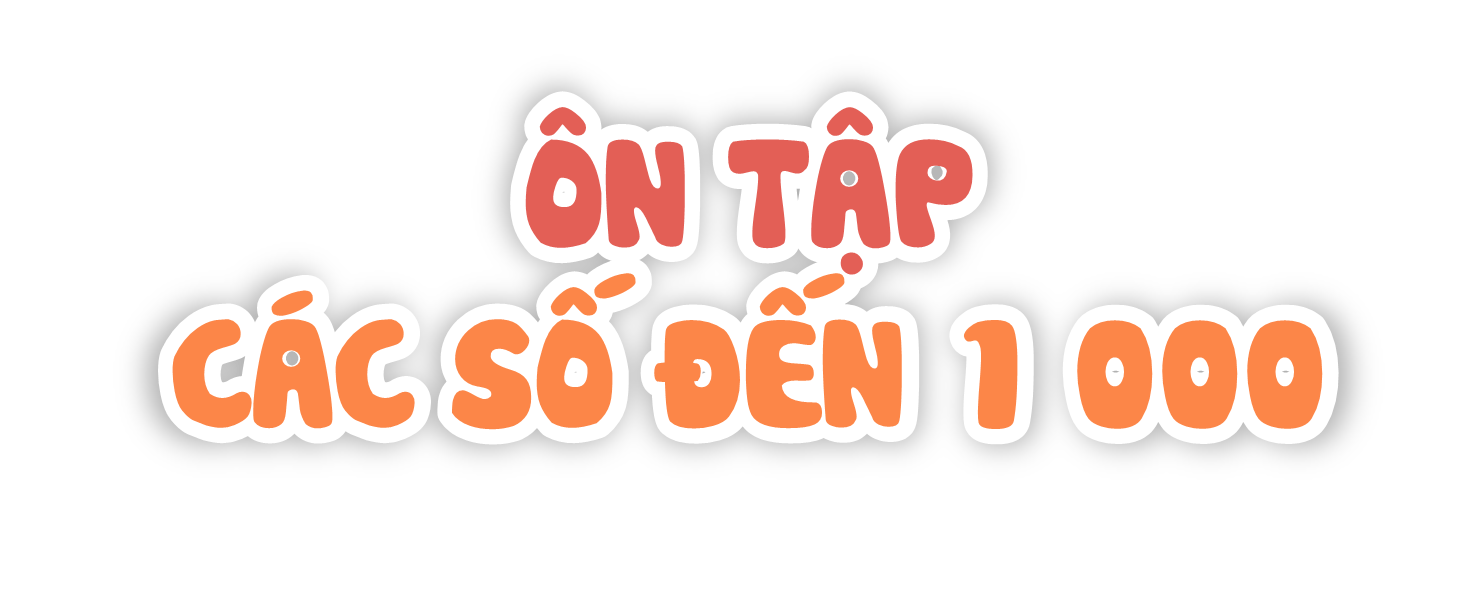 ÔN TẬP
CÁC SỐ ĐẾN 1 000